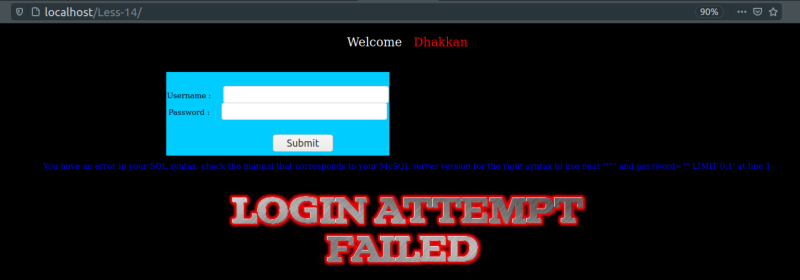 localhost/Less-14/ 90%
Welcome Dhakkan
Username :
Password :
Submit
You have an error in your SQL syntax; check the manual that corresponds to your MySQL server version for the right syntax to use near and password= LIMIT 0,1' at line 1
LOGIN ATTEMPT
FAILED